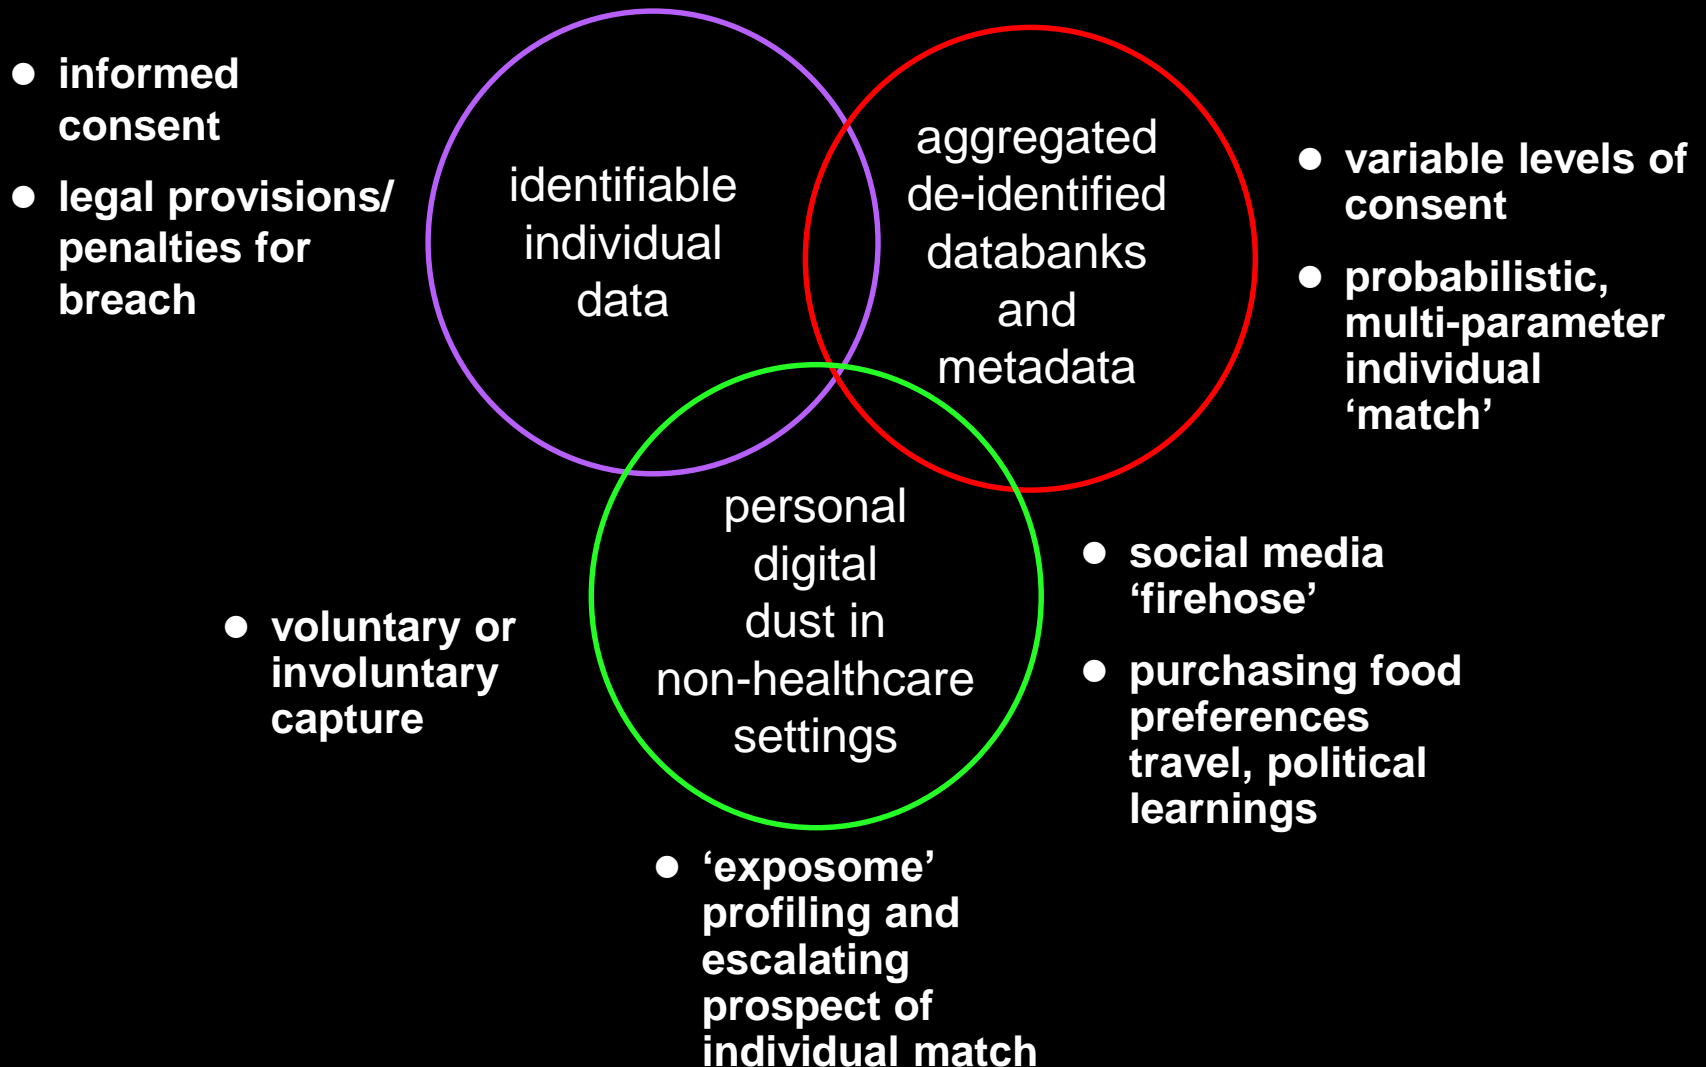 ● informed
consent
● legal provisions/
penalties for
breach
identifiable
individual
data
aggregated
de-identified
databanks
and
metadata
● variable levels of
consent
● probabilistic,
multi-parameter
individual
‘match’
personal
digital
dust in
non-healthcare
settings
● voluntary or
involuntary
capture
● social media
‘firehose’
● purchasing food
preferences
travel, political
learnings
● ‘exposome’
profiling and
escalating
prospect of
individual match